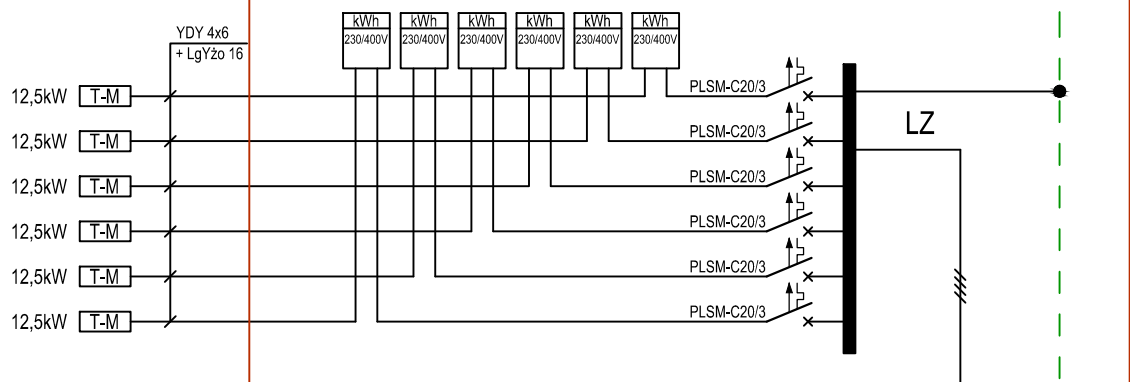 YDY 4x6
+ LgYżo 16
kWh kWh kWh kWh kWh kWh
230/400V 230/400V 230/400V 230/400V 230/400V 230/400V
12,5kW T-M PLSM-C20/3
LZ
12,5kW T-M PLSM-C20/3
12,5kW T-M PLSM-C20/3
12,5kW T-M PLSM-C20/3
12,5kW T-M PLSM-C20/3
12,5kW T-M PLSM-C20/3